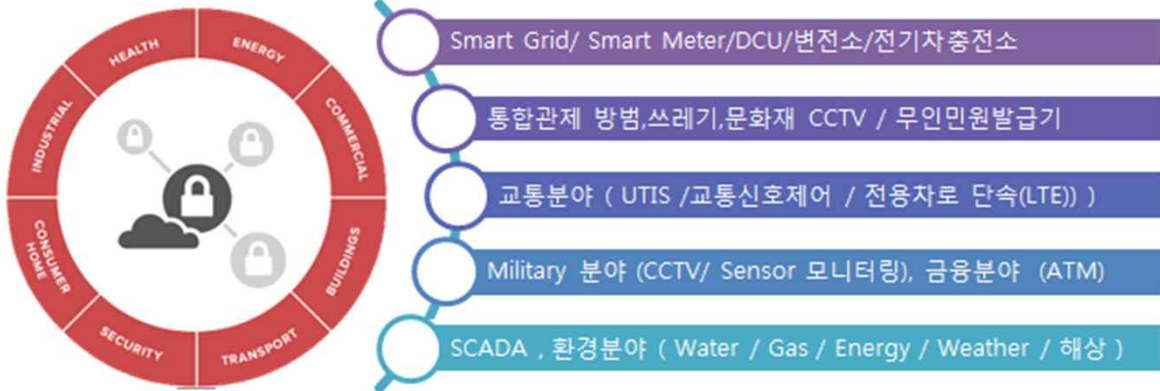 HEALTH
ENERGY
COMMERCIAL
BUILDINGS
TRANSPORT
SECURITY
CONSUMER
HOME
INDUSTRIAL
Smart Grid/ Smart Meter/DCU/변전소/전기차충전소
통합관제 방범,쓰레기,문화재 CCTV / 무인민원발급기
교통분야 ( UTIS /교통신호제어 / 전용차로 단속(LTE)) )
Military 분야 (CCTV/ Sensor 모니터링), 금융분야 (ATM)
SCADA , 환경분야 ( Water / Gas / Energy / Weather / 해상 )